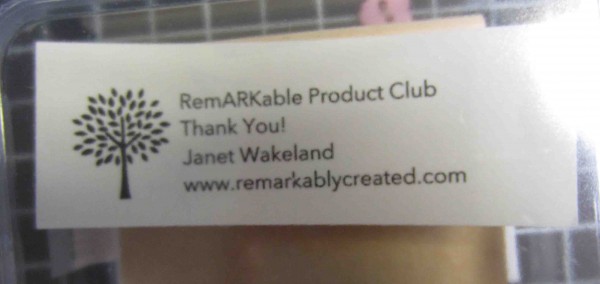 RemARKable Product Club
Thank You!
Janet Wakeland
www.remarkablycreated.com